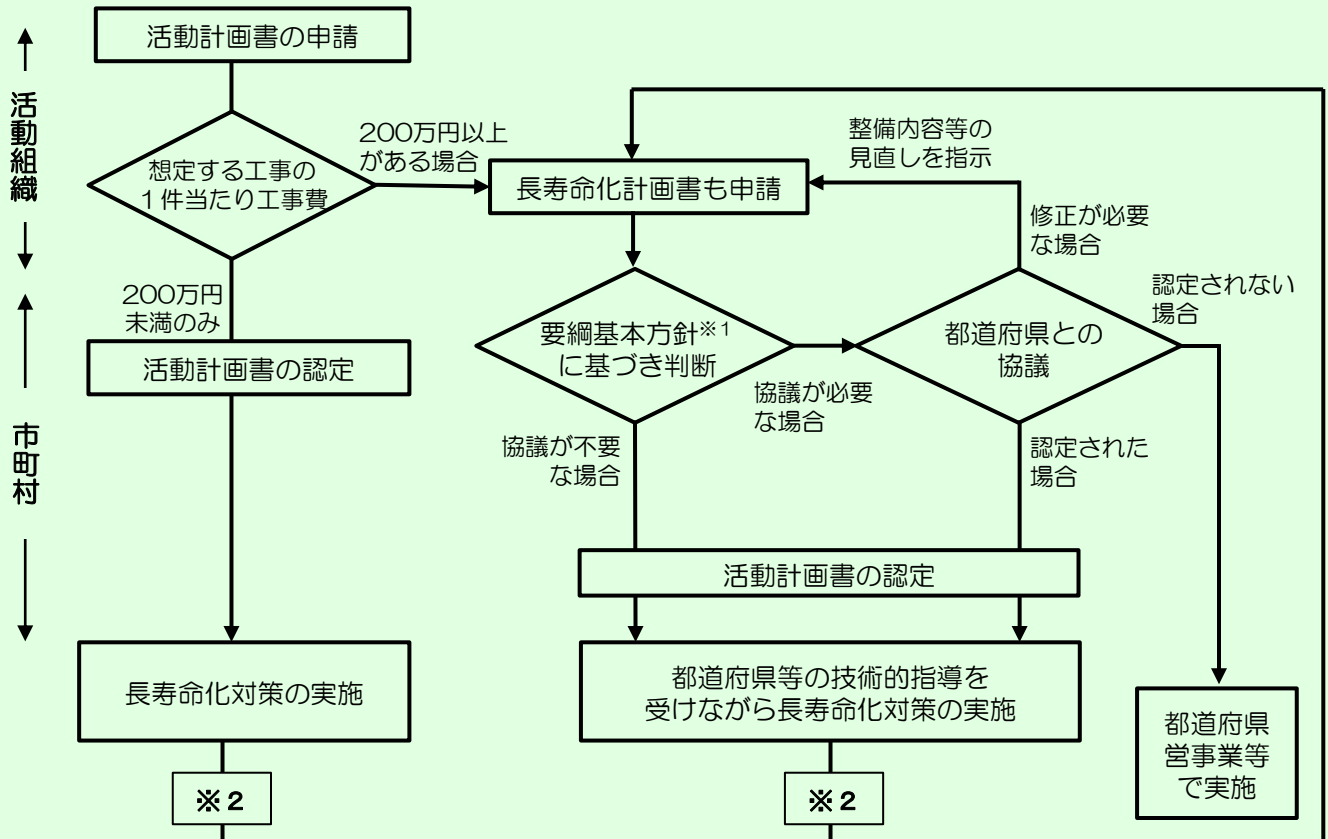 活動計画書の申請
活動組織
想定する工事の
１件当たり工事費
200万円以上
がある場合
長寿命化計画書も申請
整備内容等の
見直しを指示
修正が必要
な場合
200万円
未満のみ
活動計画書の認定
市町村
要綱基本方針※1
に基づき判断
協議が必要
な場合
都道府県との
協議
認定されない
場合
協議が不要
な場合
認定された
場合
活動計画書の認定
長寿命化対策の実施
都道府県等の技術的指導を
受けながら長寿命化対策の実施
都道府県
営事業等
で実施
※２
※２